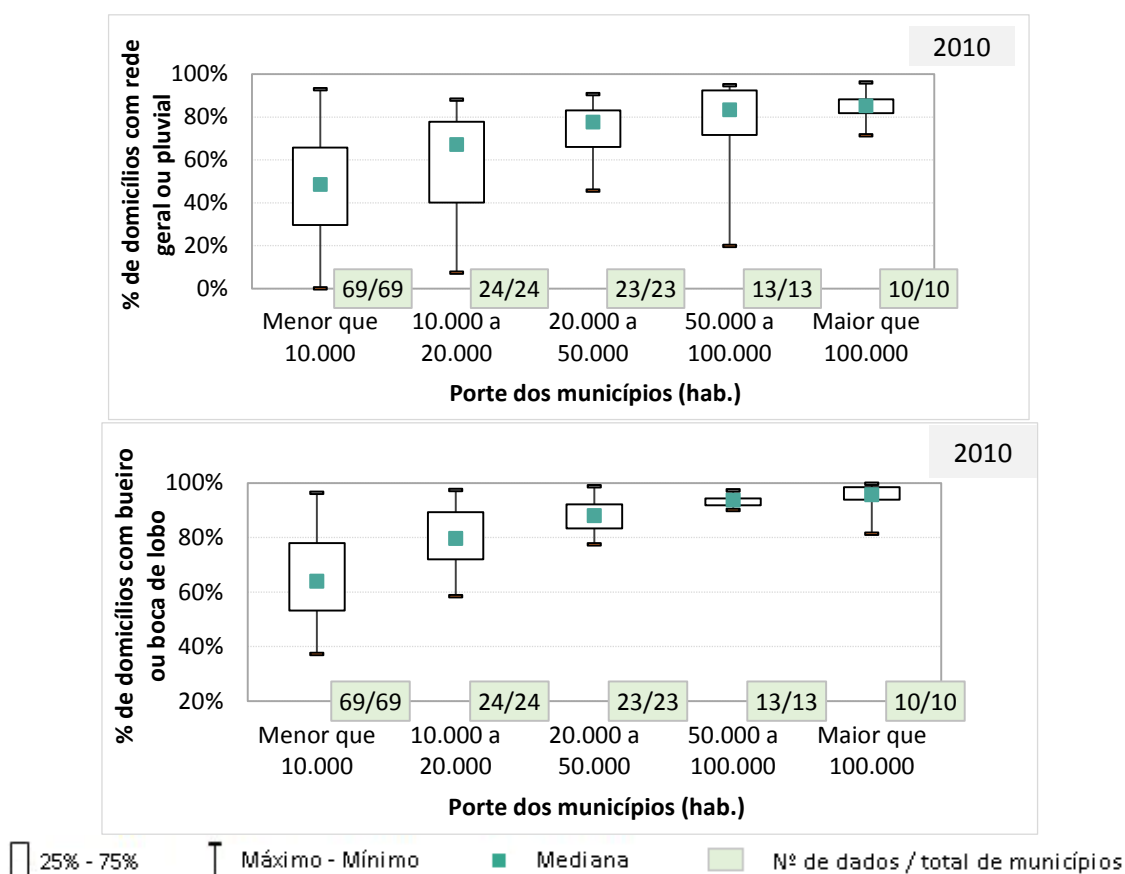 2010
% de domicílios com rede
geral ou pluvial
100%
80%
60%
40%
20%
0%
69/69 24/24 23/23 13/13 10/10
Menor que 10.000 a 20.000 a 50.000 a Maior que
10.000 20.000 50.000 100.000 100.000
Porte dos municípios (hab.)
2010
% de domicílios com bueiro
ou boca de lobo
100%
80%
60%
40%
20%
69/69 24/24 23/23 13/13 10/10
Menor que 10.000 a 20.000 a 50.000 a Maior que
10.000 20.000 50.000 100.000 100.000
Porte dos municípios (hab.)
25% - 75% Máximo - Mínimo Mediana Nº de dados / total de municípios